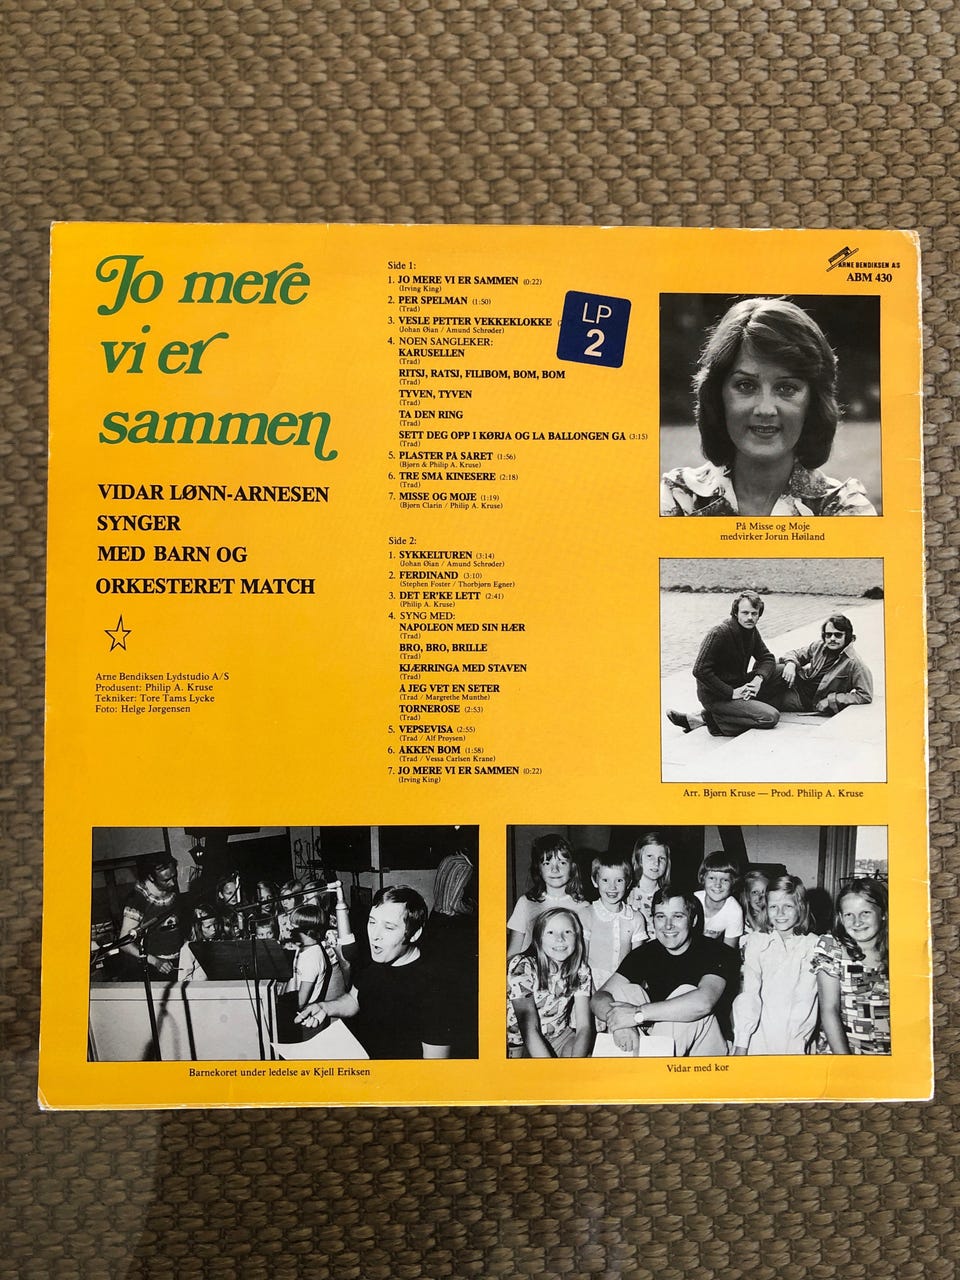 Jo mere
vi er
sammen
VIDAR LØNN-ARNESEN
SYNGER
MED BARN OG
ORKESTERET MATCH
Arne Bendiksen Lydstudio A/S
Produsent: Philip A. Kruse
Tekniker: Tore Tams Lycke
Foto: Helge Jørgensen
Side 1:
1. JO MERE VI ER SAMMEN (0:22)
(Irving King)
2. PER SPELMAN (1:50)
(Trad)
3. VESLE PETTER VEKKEKLOKKE
(Johan Øian / Amund Schrøder)
4. NOEN SANGLEKER:
KARUSELLEN
(Trad)
RITSJ, RATSJ, FILIBOM, BOM, BOM
(Trad)
TYVEN, TYVEN
(Trad)
TA DEN RING
(Trad)
SETT DEG OPP I KØRJA OG LA BALLONGEN GÅ (3:15)
(Trad)
5. PLASTER PÅ SÅRET (1:56)
(Bjørn & Philip A. Kruse)
6. TRE SMÅ KINESERE (2:18)
(Trad)
7. MISSE OG MOJE (1:19)
(Bjørn Clarin / Philip A. Kruse)
Side 2:
1. SYKKELTUREN (3:14)
(Johan Øian / Amund Schrøder)
2. FERDINAND (3:10)
(Stephen Foster / Thorbjørn Egner)
3. DET ER'KE LETT (2:41)
(Philip A. Kruse)
4. SYNG MED:
NAPOLEON MED SIN HÆR
(Trad)
BRO, BRO, BRILLE
(Trad)
KJÆRRINGA MED STAVEN
(Trad)
Å JEG VET EN SETER
(Trad / Margrethe Munthe)
TORNEROSE (2:53)
(Trad)
5. VEPSEVISA (2:55)
(Trad / Alf Prøysen)
6. ÅKKEN BOM (1:58)
(Trad / Vessa Carlsen Krane)
7. JO MERE VI ER SAMMEN (0:22)
(Irving King)
LP
2
ARNE BENDIKSEN AS
ABM 430
På Misse og Moje
medvirker Jorun Høiland
Arr. Bjørn Kruse — Prod. Philip A. Kruse
Barnekoret under ledelse av Kjell Eriksen
Vidar med kor